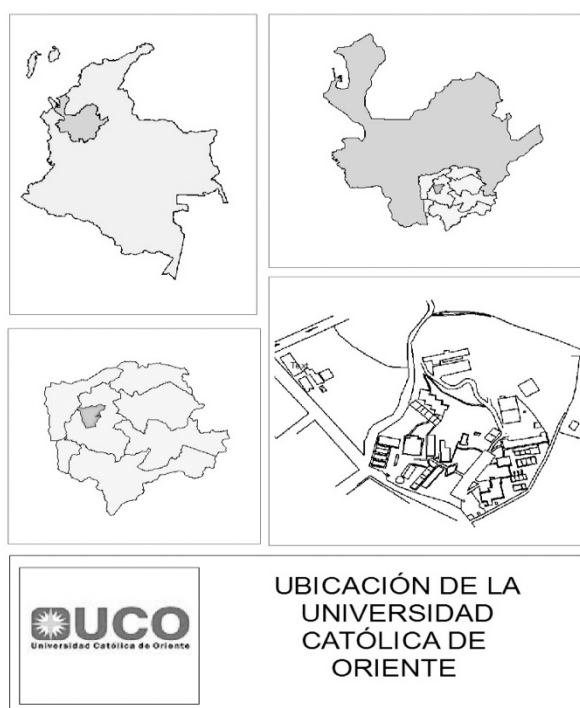 UCO
Universidad Católica de Oriente
UBICACIÓN DE LA
UNIVERSIDAD
CATÓLICA DE
ORIENTE